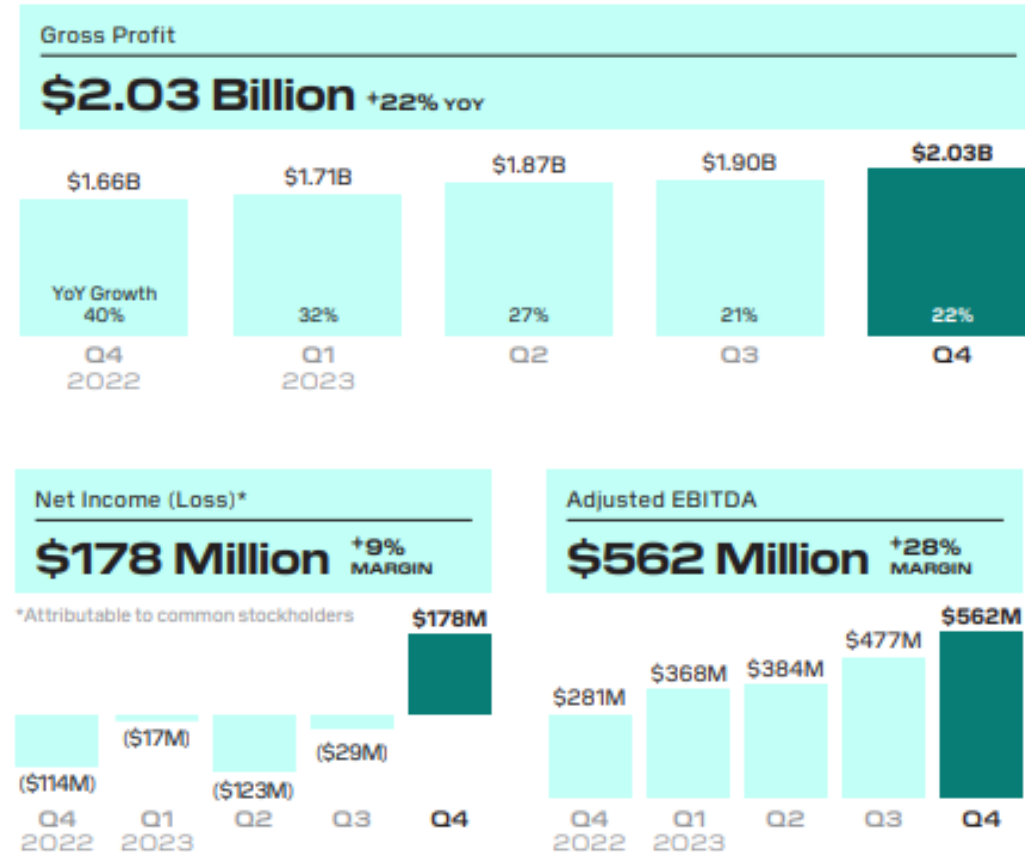 Gross Profit
$2.03 Billion +22% YOY
$1.66B $1.71B $1.87B $1.90B $2.03B
YoY Growth
40% 32% 27% 21% 22%
Q4 Q1 Q2 Q3 Q4
2022 2023
Net Income (Loss)*
$178 Million +9% MARGIN
*Attributable to common stockholders
$178M
($114M) ($17M) ($123M) ($29M)
Q4 Q1 Q2 Q3 Q4
2022 2023
Adjusted EBITDA
$562 Million +28% MARGIN
$281M $368M $384M $477M $562M
Q4 Q1 Q2 Q3 Q4
2022 2023